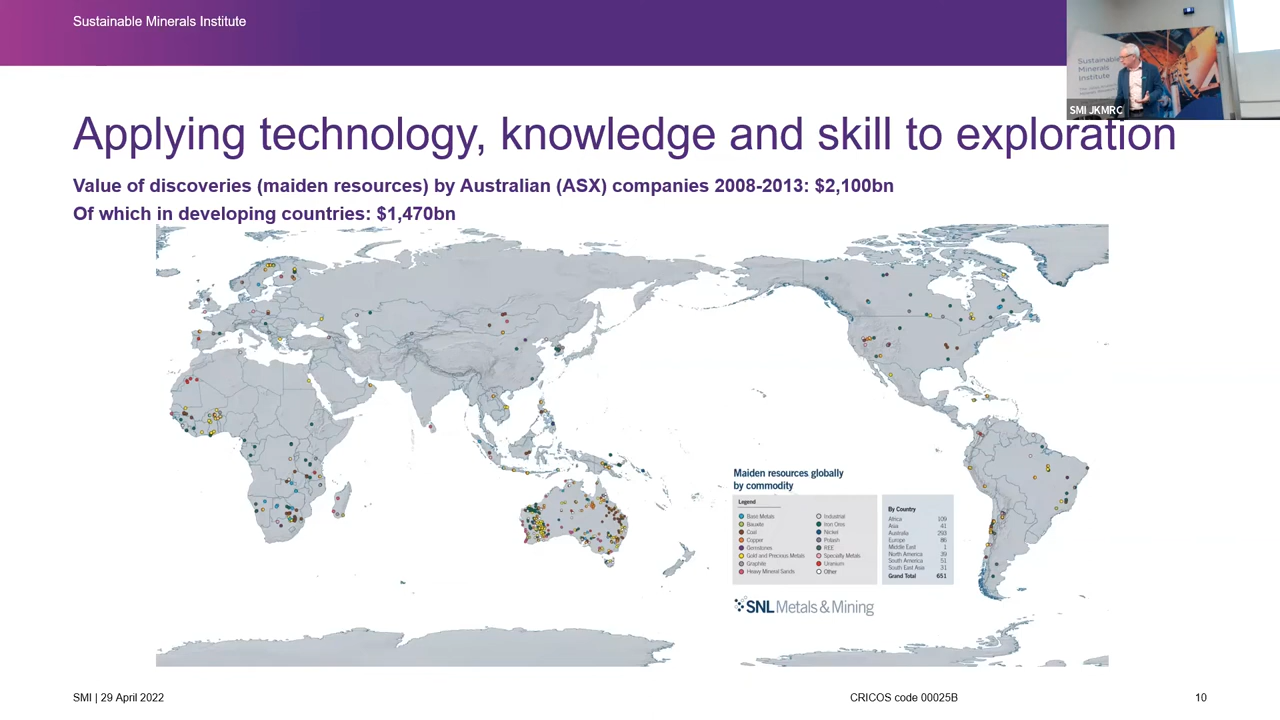 Sustainable Minerals Institute
Sustainable
Minerals
Institute
SMI JKMRC
Applying technology, knowledge and skill to exploration
Value of discoveries (maiden resources) by Australian (ASX) companies 2008-2013: $2,100bn
Of which in developing countries: $1,470bn
Maiden resources globally
by commodity
Legend
Base Metals
Bauxite
Coal
Copper
Gemstones
Gold and Precious Metals
Graphite
Heavy Mineral Sands
Industrial
Iron Ores
Nickel
Potash
REE
Specialty Metals
Uranium
Other
By Country
Africa 109
Asia 41
Australia 293
Europe 86
Middle East 1
North America 39
South America 51
South East Asia 31
Grand Total 651
SNL Metals & Mining
SMI | 29 April 2022
CRICOS code 00025B
10